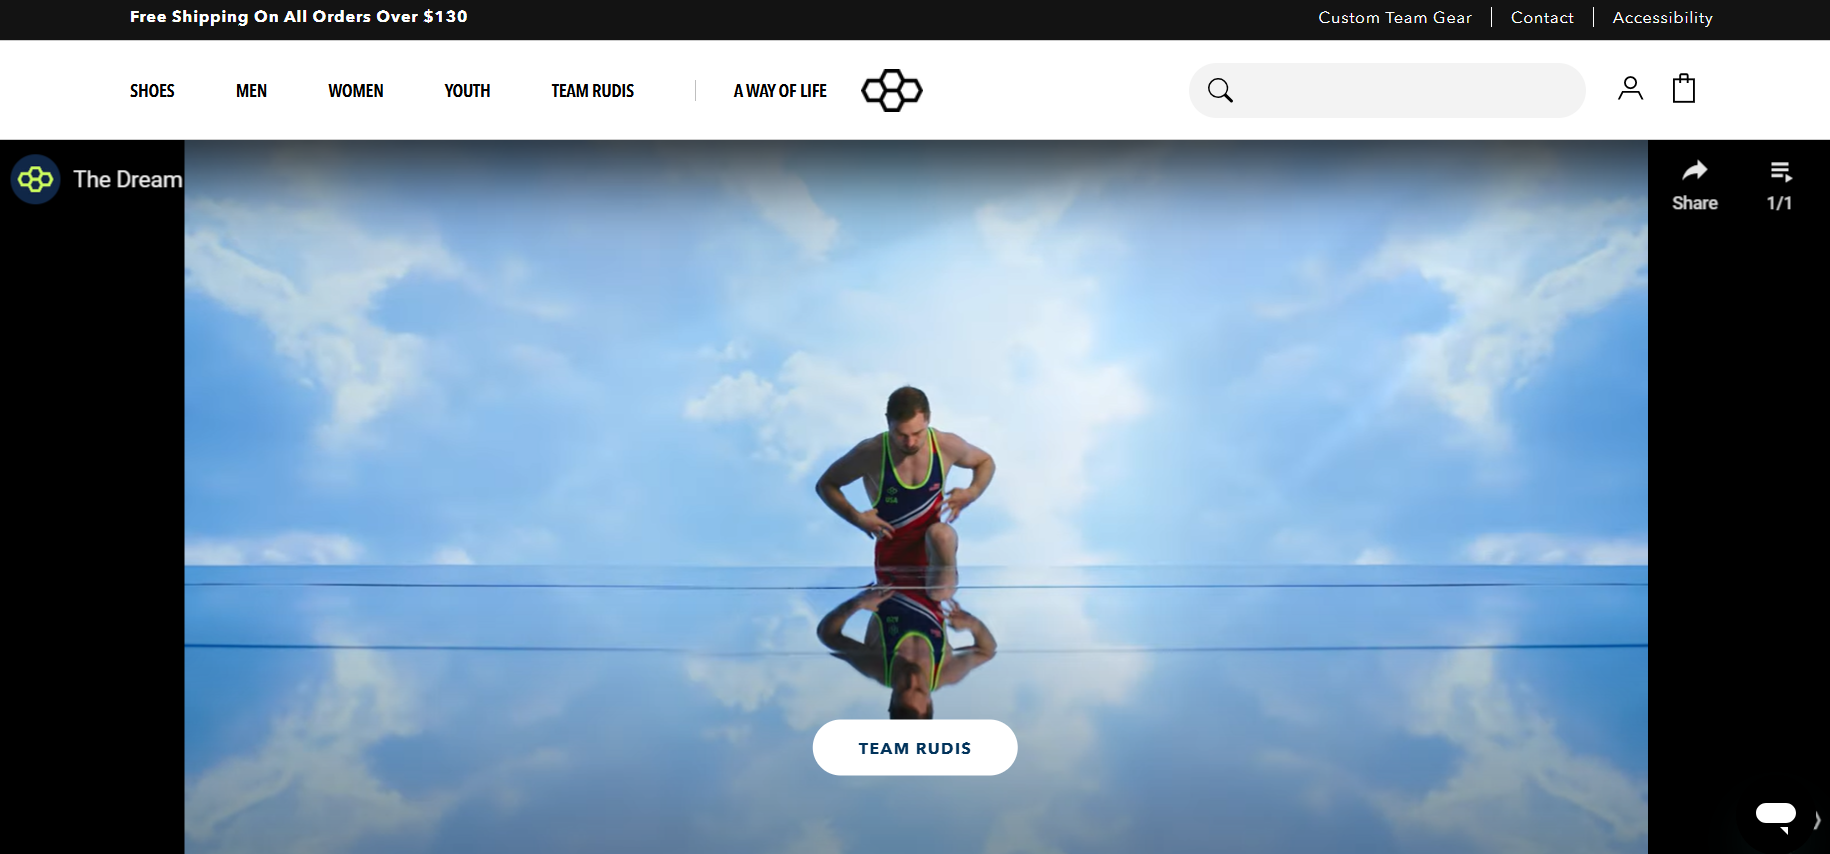 Free Shipping On All Orders Over $130
Custom Team Gear
Contact
Accessibility
SHOES
MEN
WOMEN
YOUTH
TEAM RUDIS
A WAY OF LIFE
The Dream
Share
1/1
USA
TEAM RUDIS